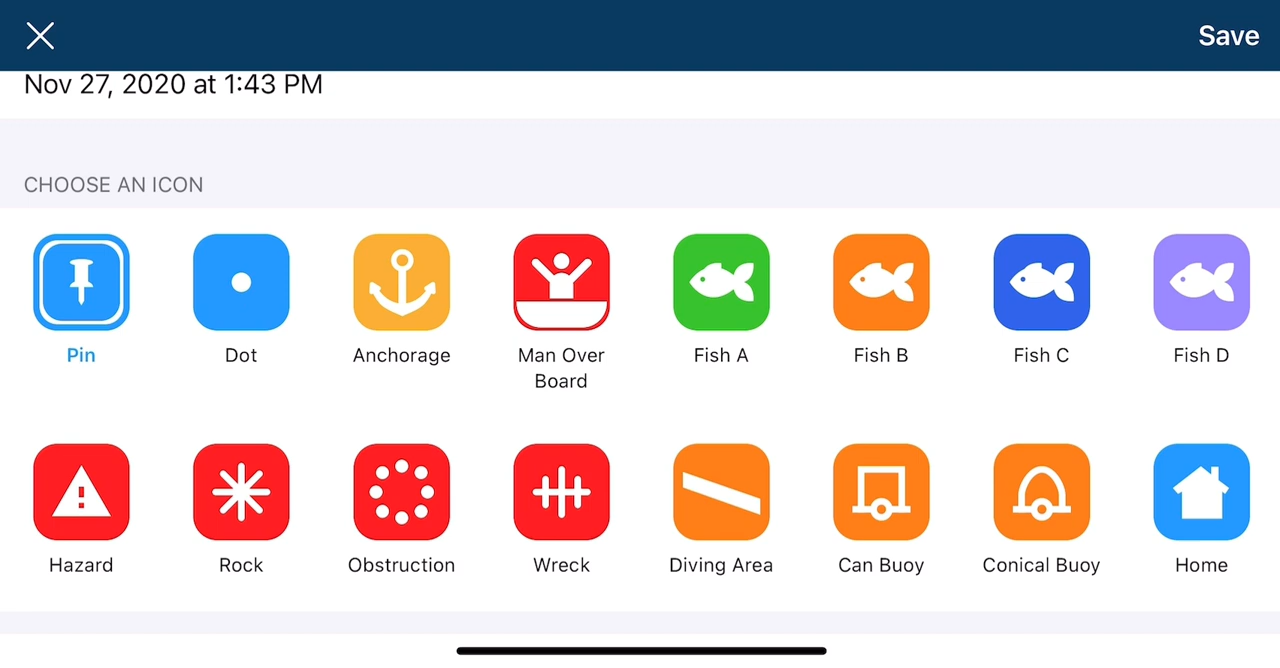 Save
Nov 27, 2020 at 1:43 PM
CHOOSE AN ICON
Pin
Dot
Anchorage
Man Over
Board
Fish A
Fish B
Fish C
Fish D
Hazard
Rock
Obstruction
Wreck
Diving Area
Can Buoy
Conical Buoy
Home